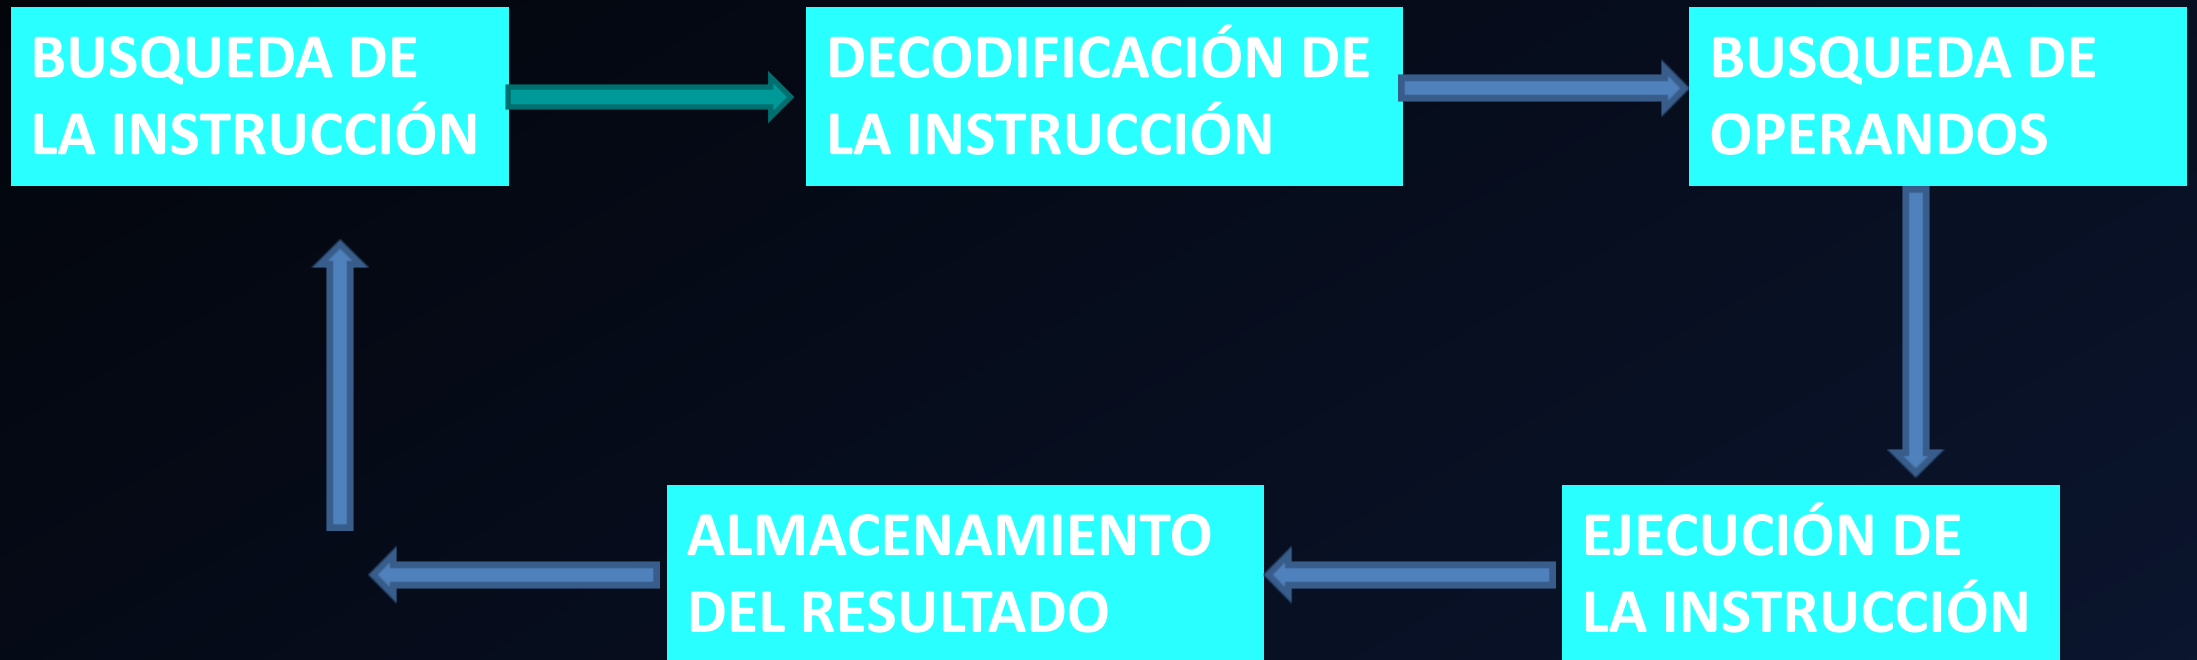 BUSQUEDA DE
LA INSTRUCCIÓN
DECODIFICACIÓN DE
LA INSTRUCCIÓN
BUSQUEDA DE
OPERANDOS
EJECUCIÓN DE
LA INSTRUCCIÓN
ALMACENAMIENTO
DEL RESULTADO